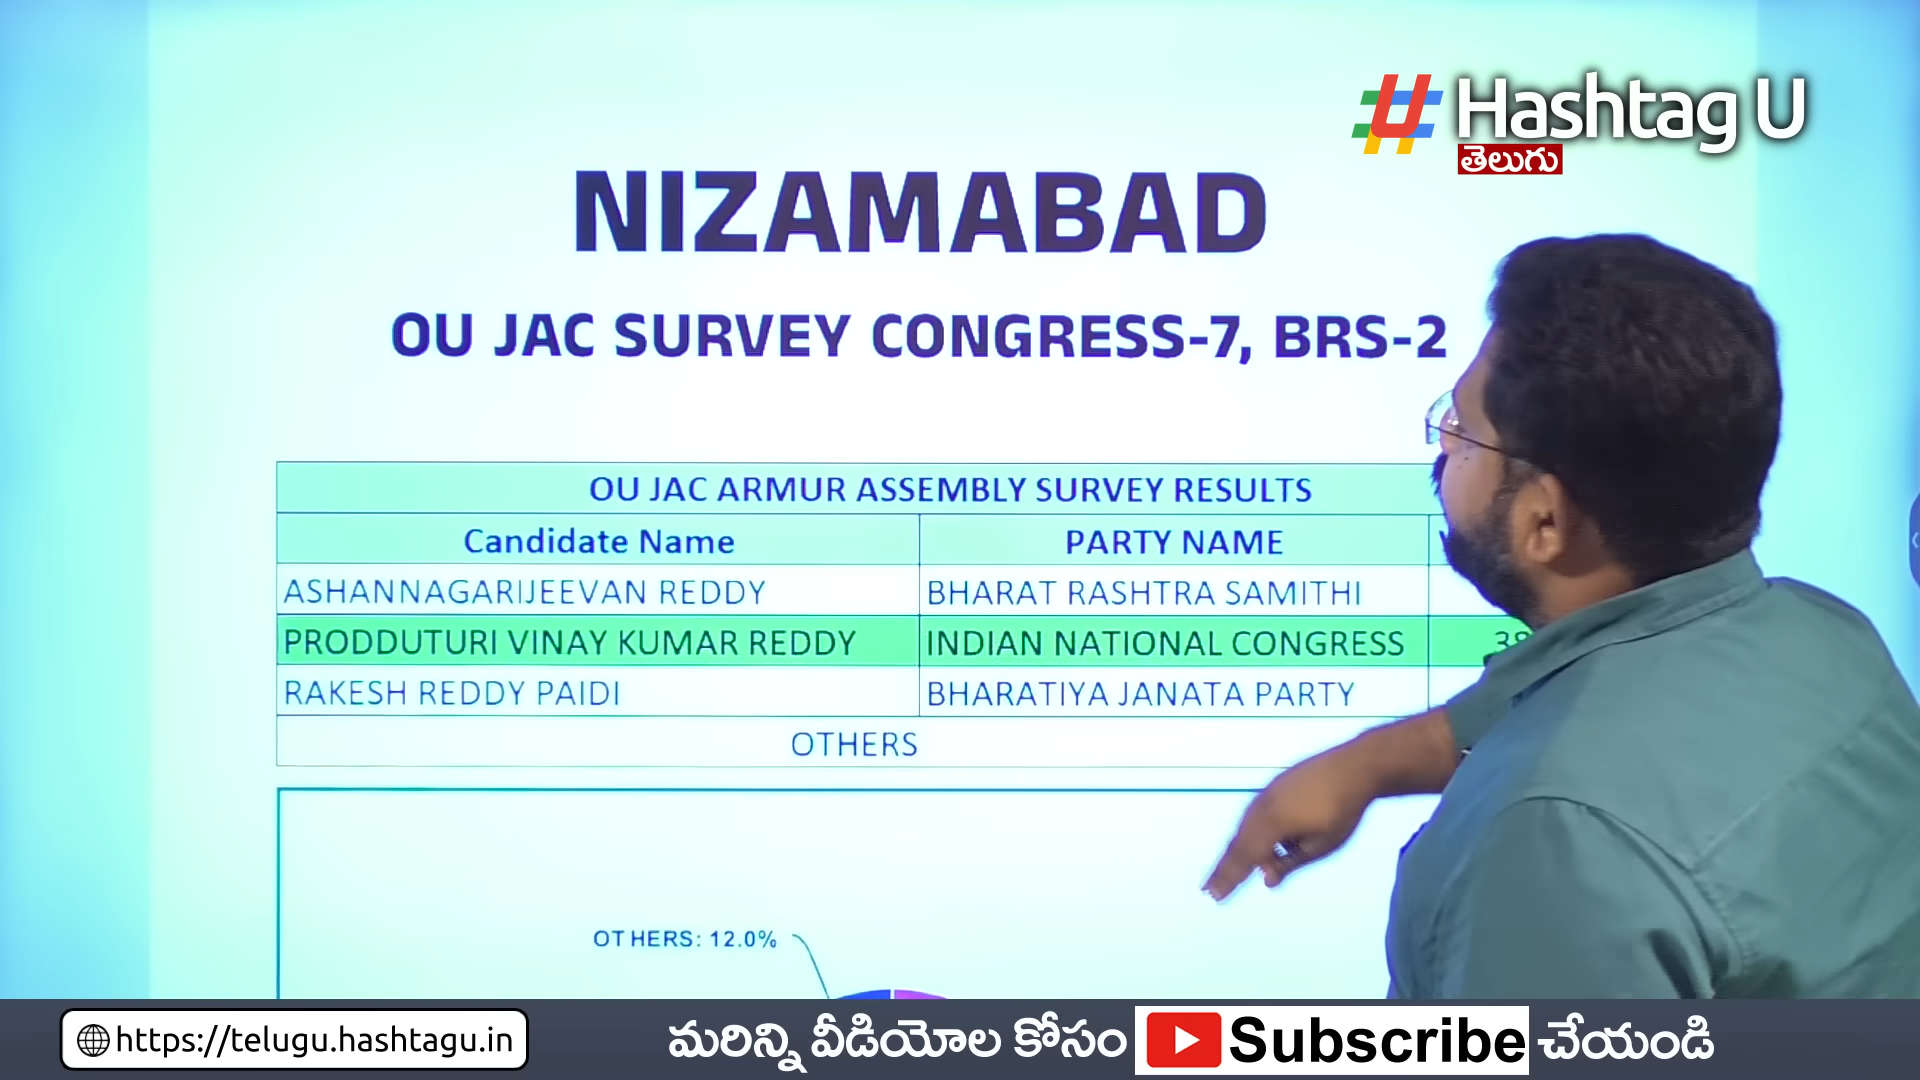 Hashtag U
తెలుగు
NIZAMABAD
OU JAC SURVEY CONGRESS-7, BRS-2
OU JAC ARMUR ASSEMBLY SURVEY RESULTS
Candidate Name PARTY NAME
ASHANNAGARIJEEVAN REDDY BHARAT RASHTRA SAMITHI
PRODDUTURI VINAY KUMAR REDDY INDIAN NATIONAL CONGRESS
RAKESH REDDY PAIDI BHARATIYA JANATA PARTY
OTHERS
OTHERS: 12.0%
https://telugu.hashtagu.in మరిన్ని వీడియోల కోసం Subscribe చేయండి